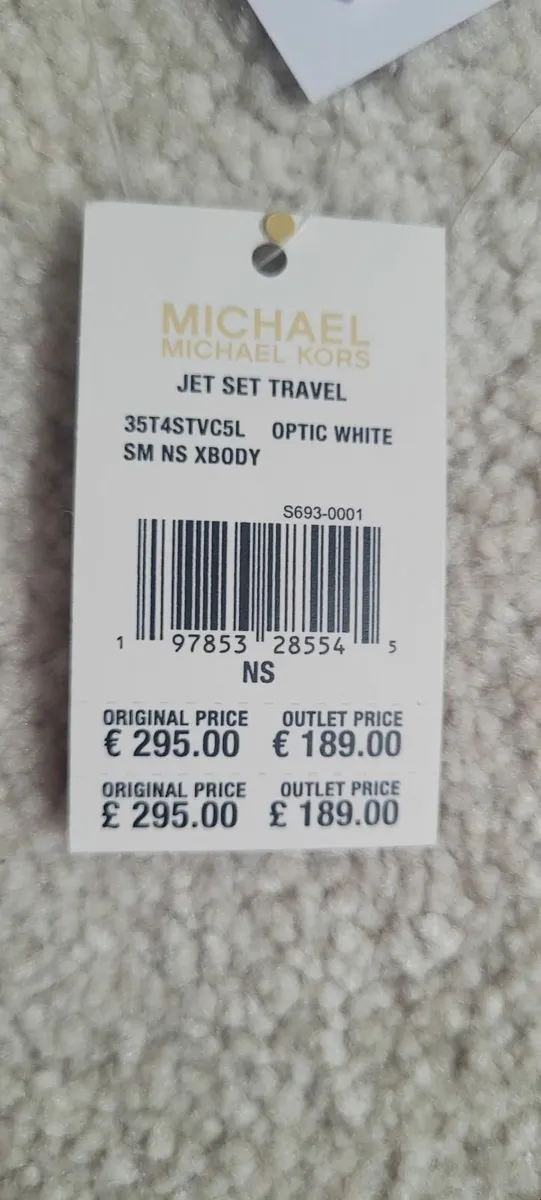 MICHAEL
MICHAEL KORS
JET SET TRAVEL
35T4STVC5L OPTIC WHITE
SM NS XBODY
S693-0001
1 97853 28554 5
NS
ORIGINAL PRICE OUTLET PRICE
€ 295.00 € 189.00
ORIGINAL PRICE OUTLET PRICE
£ 295.00 £ 189.00